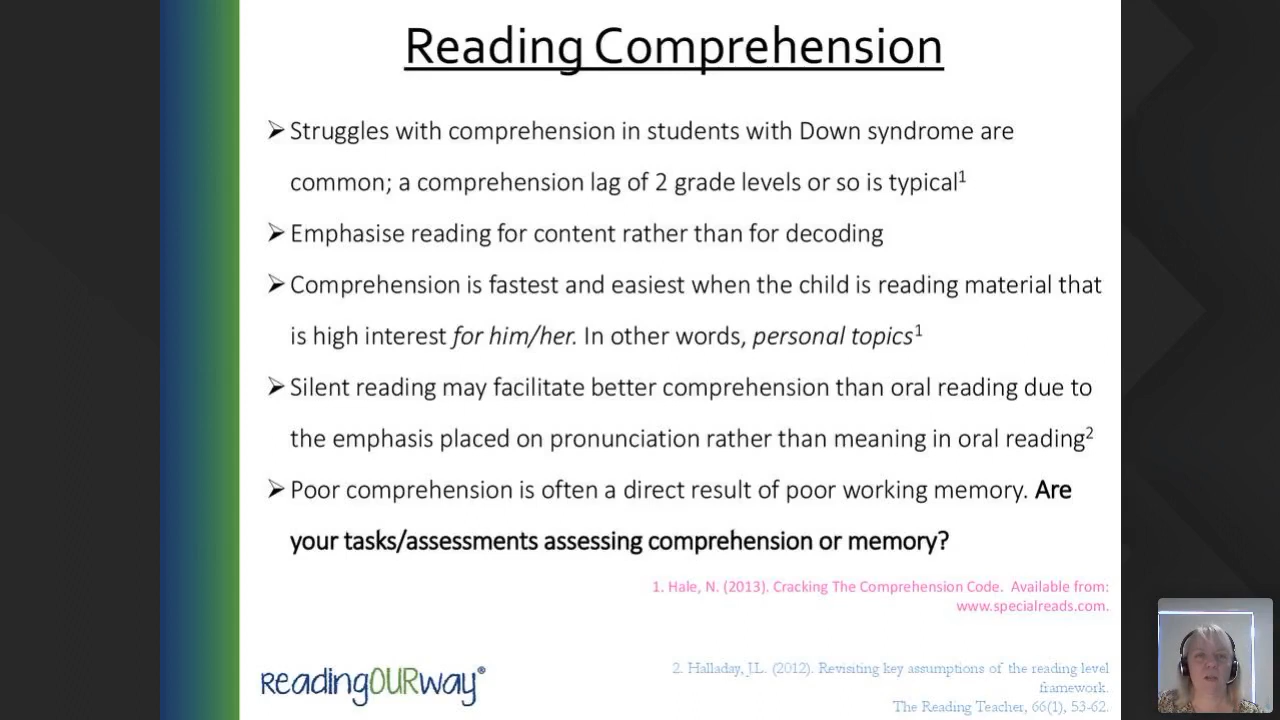 Reading Comprehension
➢ Struggles with comprehension in students with Down syndrome are
common; a comprehension lag of 2 grade levels or so is typical¹
➢ Emphasise reading for content rather than for decoding
➢ Comprehension is fastest and easiest when the child is reading material that
is high interest for him/her. In other words, personal topics¹
➢ Silent reading may facilitate better comprehension than oral reading due to
the emphasis placed on pronunciation rather than meaning in oral reading²
➢ Poor comprehension is often a direct result of poor working memory. Are
your tasks/assessments assessing comprehension or memory?
1. Hale, N. (2013). Cracking The Comprehension Code. Available from:
www.specialreads.com.
readingOURway®
2. Halladay, J.L. (2012). Revisiting key assumptions of the reading level
framework.
The Reading Teacher, 66(1), 53-62.